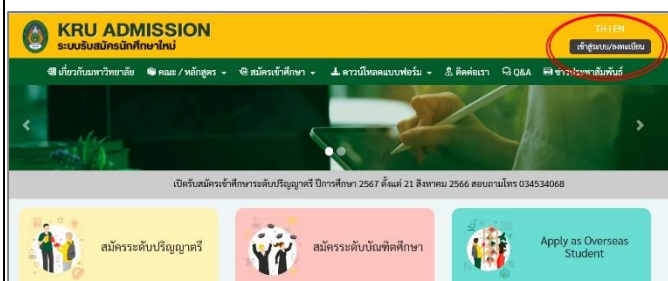 KRU ADMISSION
ระบบรับสมัครนักศึกษาใหม่
TH | EN
เข้าสู่ระบบ/ลงทะเบียน
เกี่ยวกับมหาวิทยาลัย คณะ / หลักสูตร สมัครเข้าศึกษา ดาวน์โหลดแบบฟอร์ม ติดต่อเรา Q&A ข่าวประชาสัมพันธ์
เปิดรับสมัครเข้าศึกษาระดับปริญญาตรี ปีการศึกษา 2567 ตั้งแต่ 21 สิงหาคม 2566 สอบถามโทร 034534068
สมัครระดับปริญญาตรี
สมัครระดับบัณฑิตศึกษา
Apply as Overseas
Student